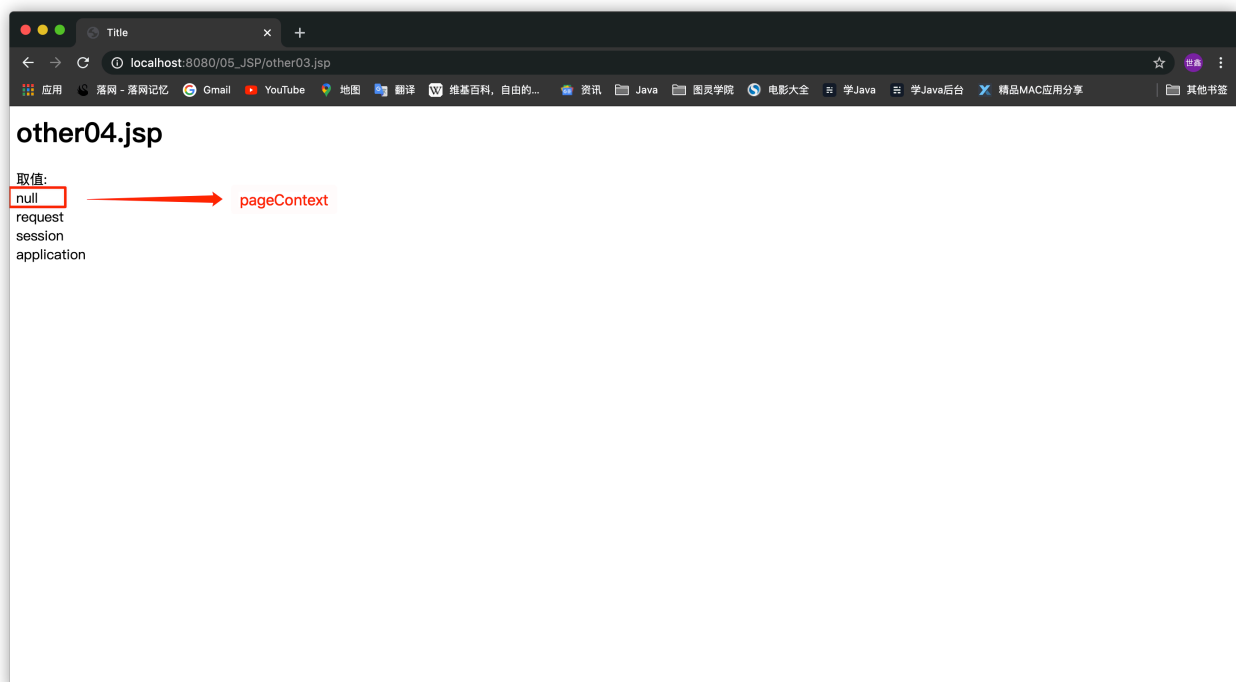 Title
localhost:8080/05_JSP/other03.jsp
世鑫
应用 落网 - 落网记忆 Gmail YouTube 地图 翻译 维基百科，自由的... 资讯 Java 图灵学院 电影大全 学Java 学Java后台 精品MAC应用分享 其他书签
other04.jsp
取值:
null pageContext
request
session
application